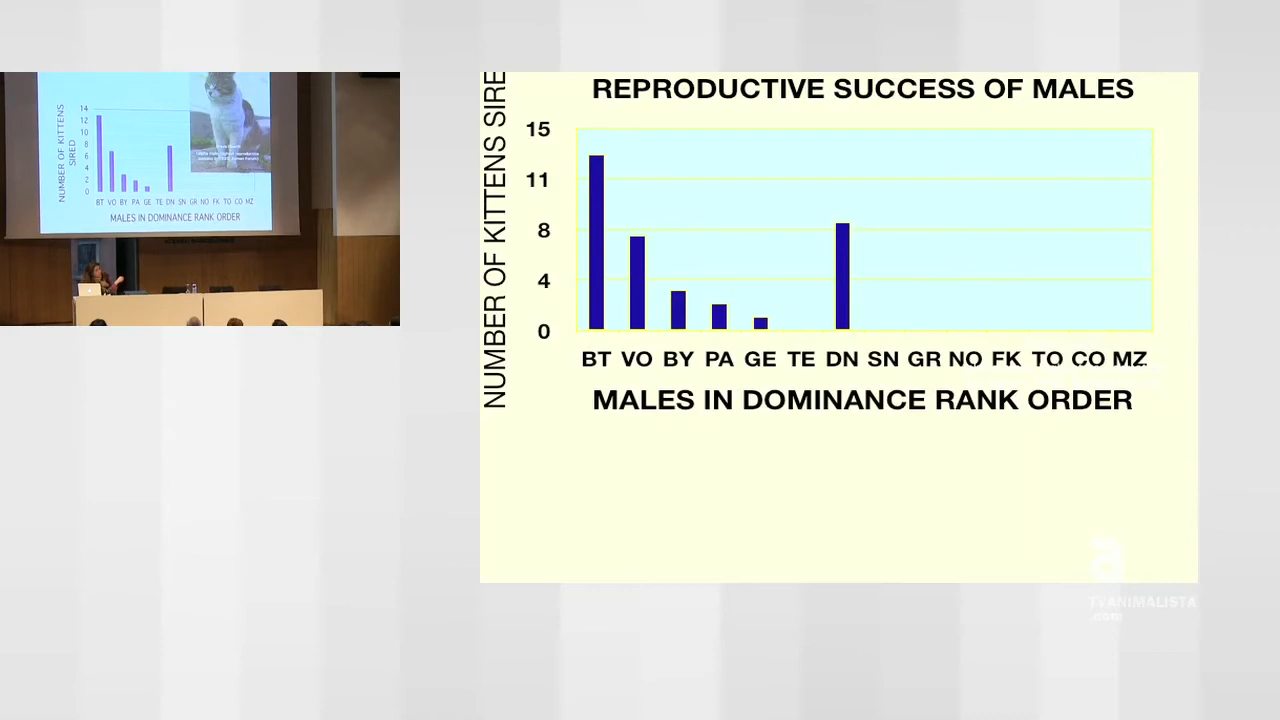 REPRODUCTIVE SUCCESS OF MALES
NUMBER OF KITTENS SIRE
15
11
8
4
0
BT VO BY PA GE TE DN SN GR NO FK TO CO MZ
MALES IN DOMINANCE RANK ORDER
NUMBER OF KITTENS
SIRED
14
12
10
8
6
4
2
0
BT VO BY PA GE TE DN SN GR NO FK TO CO MZ
MALES IN DOMINANCE RANK ORDER
a
TVANIMALISTA
.com